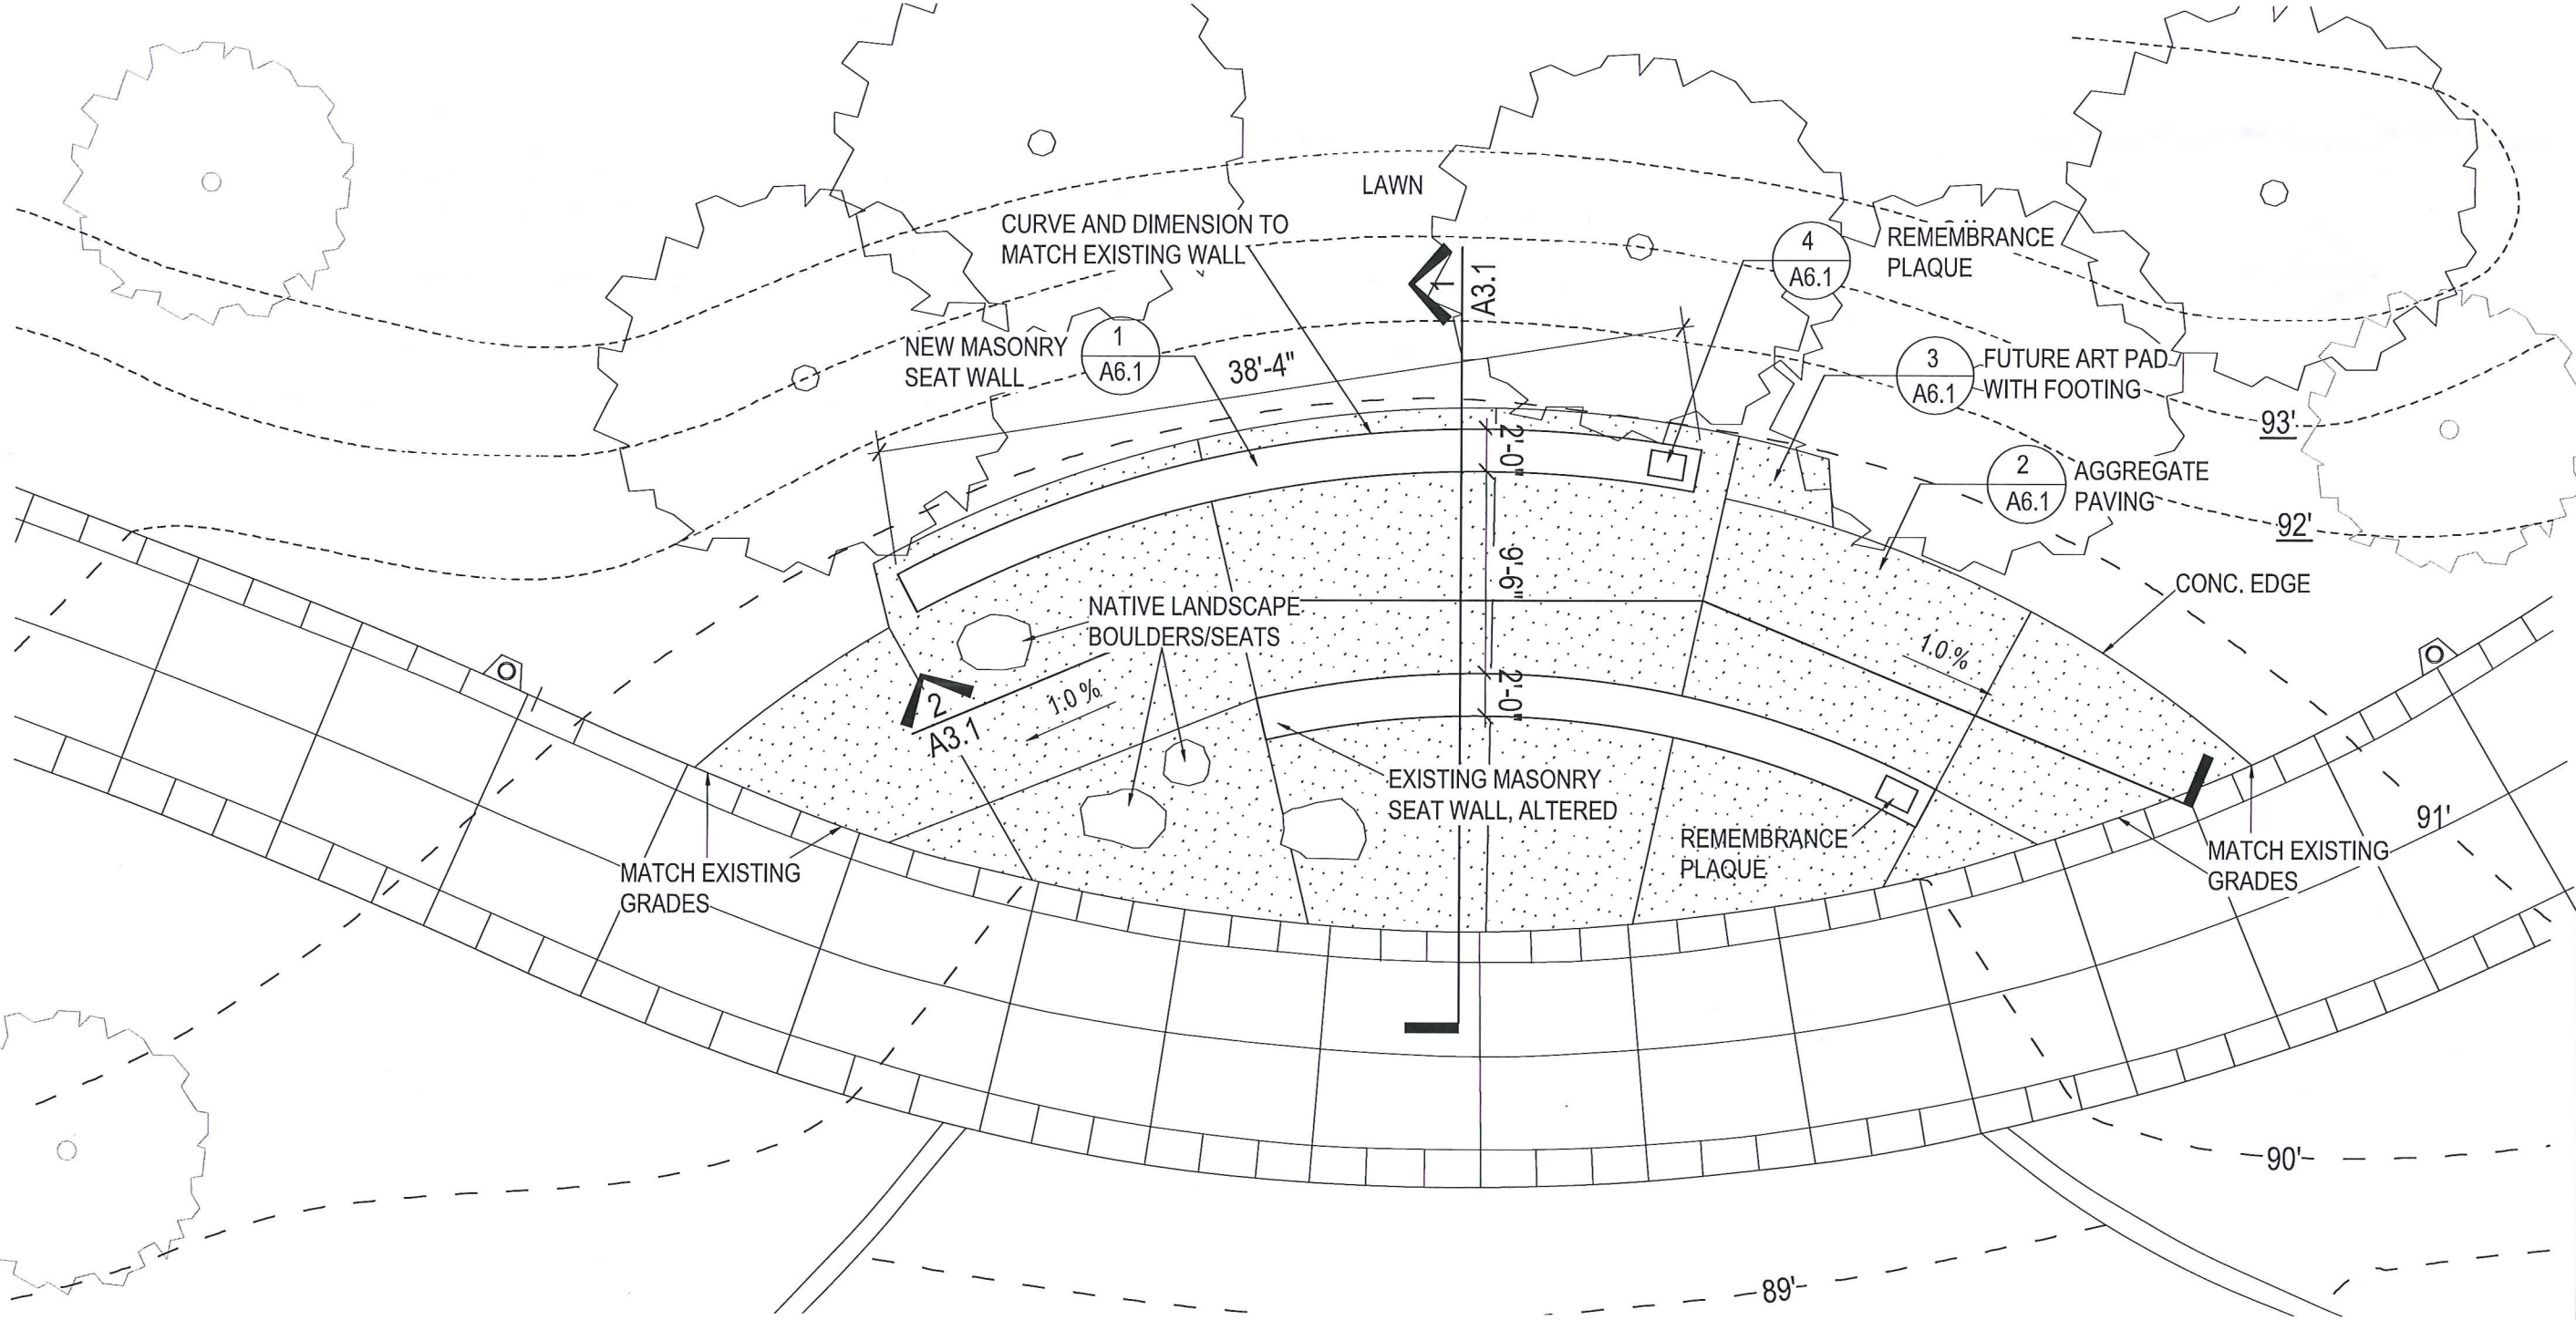 LAWN
CURVE AND DIMENSION TO
MATCH EXISTING WALL
4
A6.1
REMEMBRANCE
PLAQUE
1
A3.1
NEW MASONRY
SEAT WALL
1
A6.1
38'-4"
3
A6.1
FUTURE ART PAD
WITH FOOTING
93'
2'-0"
2
A6.1
AGGREGATE
PAVING
92'
9'-6"
CONC. EDGE
NATIVE LANDSCAPE
BOULDERS/SEATS
1.0%
2
A3.1
1.0%
2'-0"
EXISTING MASONRY
SEAT WALL, ALTERED
REMEMBRANCE
PLAQUE
91'
MATCH EXISTING
GRADES
MATCH EXISTING
GRADES
90'
89'